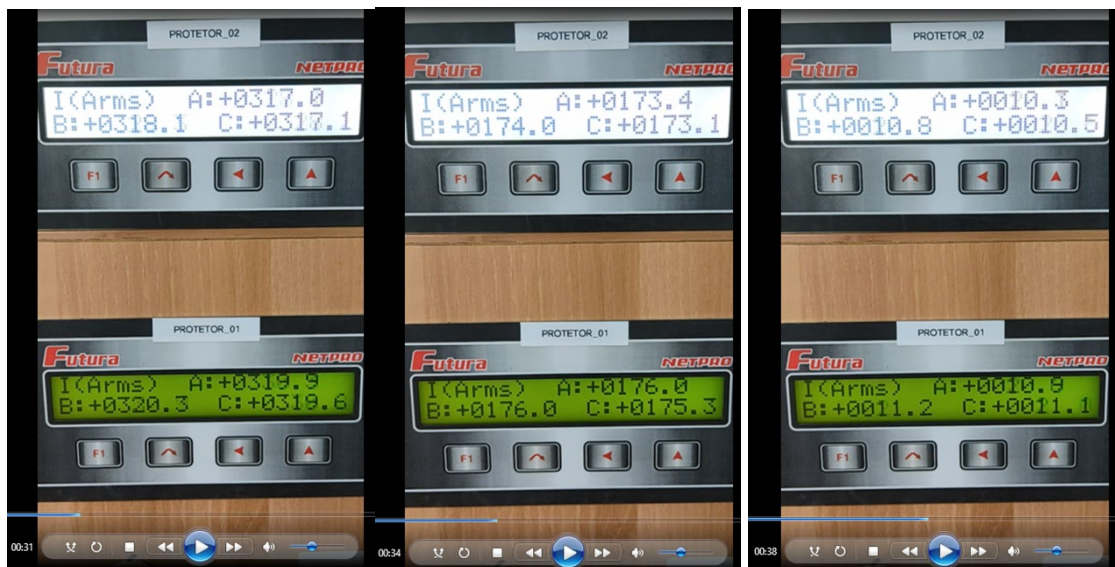 PROTETOR_02
Futura NETPRO
I(Arms) A:+0317.0
B:+0318.1 C:+0317.1
F1
PROTETOR_01
Futura NETPRO
I(Arms) A:+0319.9
B:+0320.3 C:+0319.6
F1
00:31
PROTETOR_02
Futura NETPRO
I(Arms) A:+0173.4
B:+0174.0 C:+0173.1
F1
PROTETOR_01
Futura NETPRO
I(Arms) A:+0176.0
B:+0176.0 C:+0175.3
F1
00:34
PROTETOR_02
Futura NETPRO
I(Arms) A:+0010.3
B:+0010.8 C:+0010.5
F1
PROTETOR_01
Futura NETPRO
I(Arms) A:+0010.9
B:+0011.2 C:+0011.1
F1
00:38